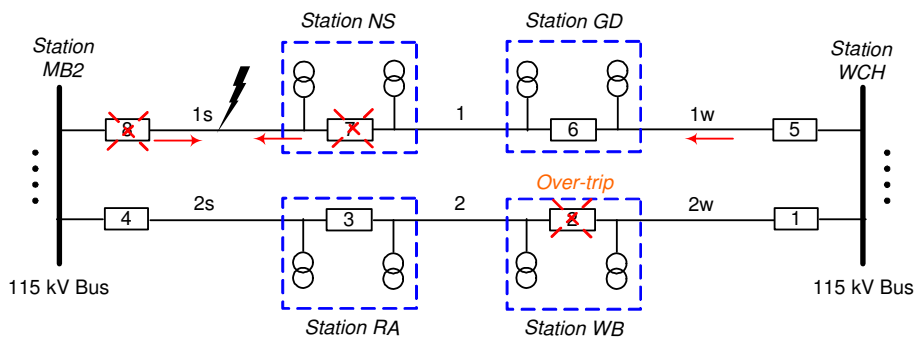 Station NS
Station GD
Station
MB2
Station
WCH
1s
1
1w
8
7
6
5
Over-trip
2s
2
2w
4
3
2
1
115 kV Bus
115 kV Bus
Station RA
Station WB